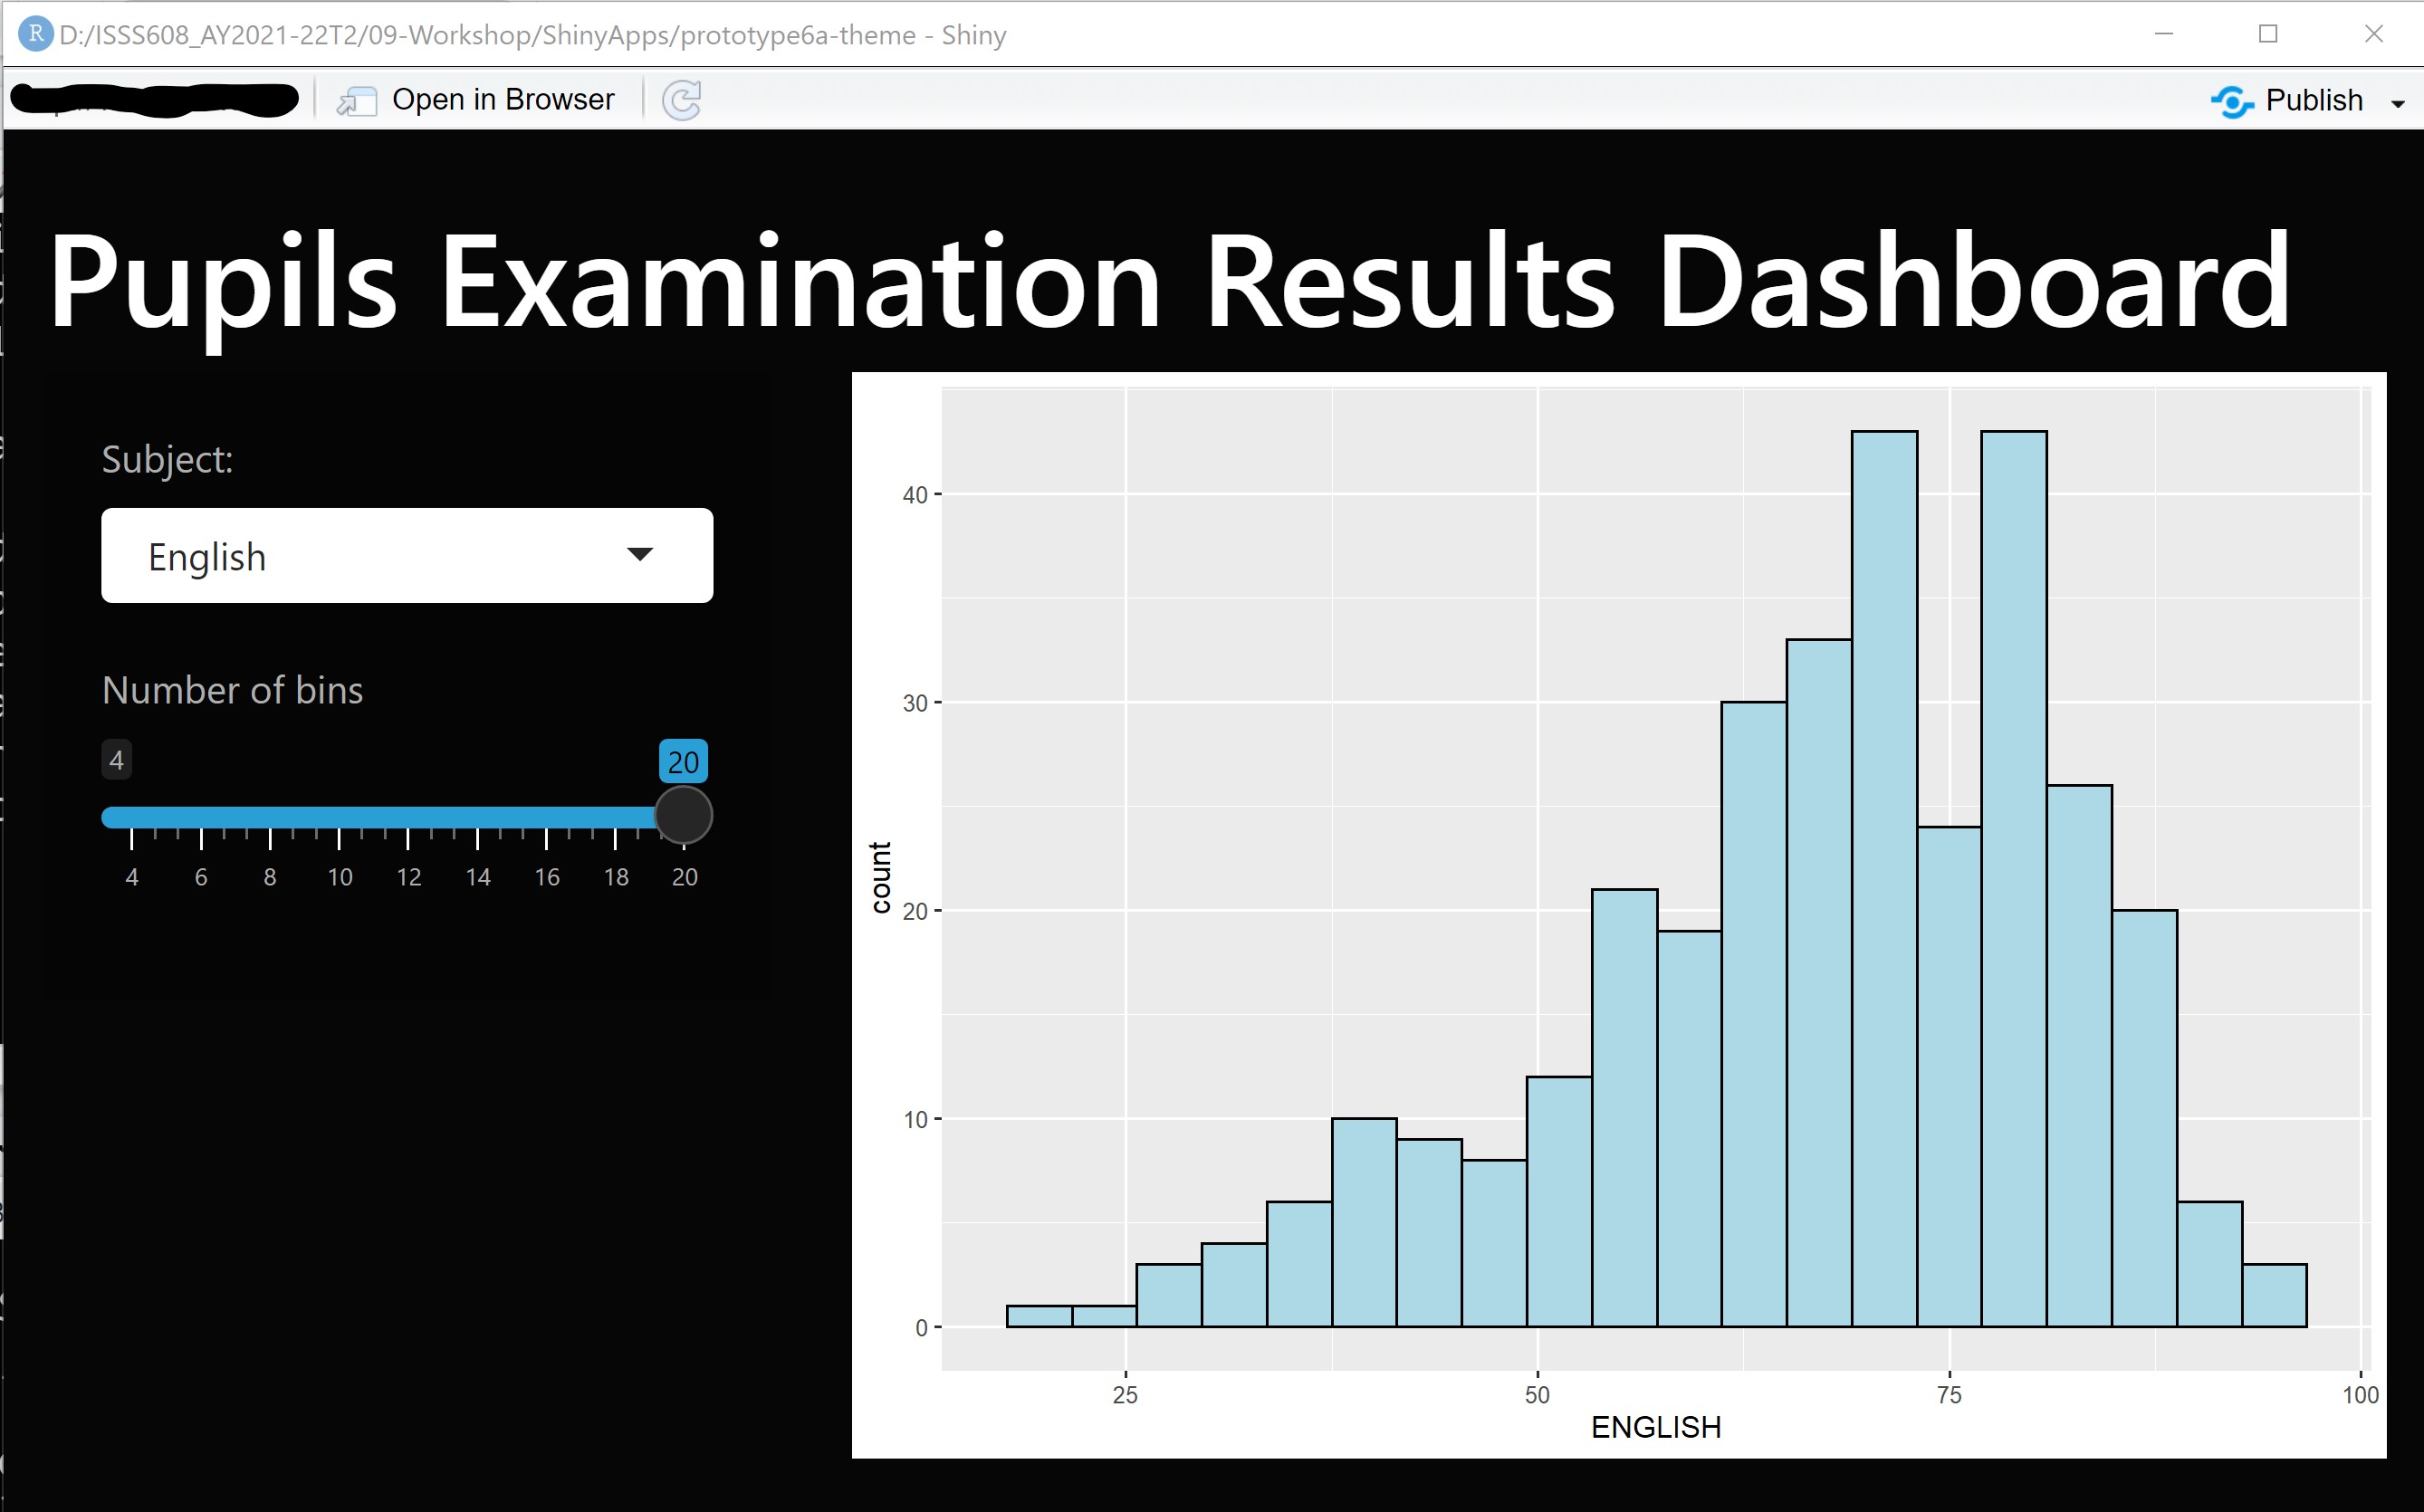 R D:/ISSS608_AY2021-22T2/09-Workshop/ShinyApps/prototype6a-theme - Shiny
Open in Browser Publish
Pupils Examination Results Dashboard
Subject:
English
Number of bins
4 20
4 6 8 10 12 14 16 18 20
count
40
30
20
10
0
25 50 75 100
ENGLISH